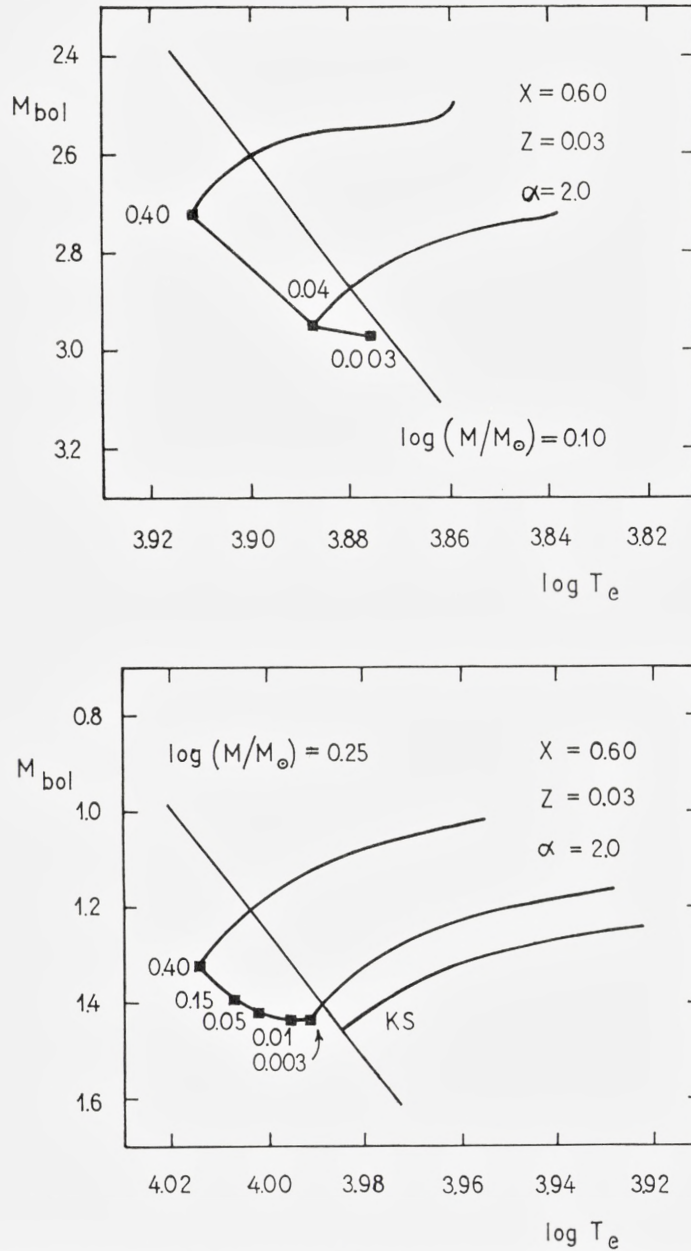 2.4
M bol
X = 0.60
2.6
Z = 0.03
α = 2.0
0.40
2.8
0.04
3.0
0.003
3.2
log (M/M☉) = 0.10
3.92 3.90 3.88 3.86 3.84 3.82
log Te
0.8
log (M/M☉) = 0.25
X = 0.60
M bol
Z = 0.03
1.0
α = 2.0
1.2
0.40
0.15
1.4
0.05
KS
0.01
0.003
1.6
4.02 4.00 3.98 3.96 3.94 3.92
log Te